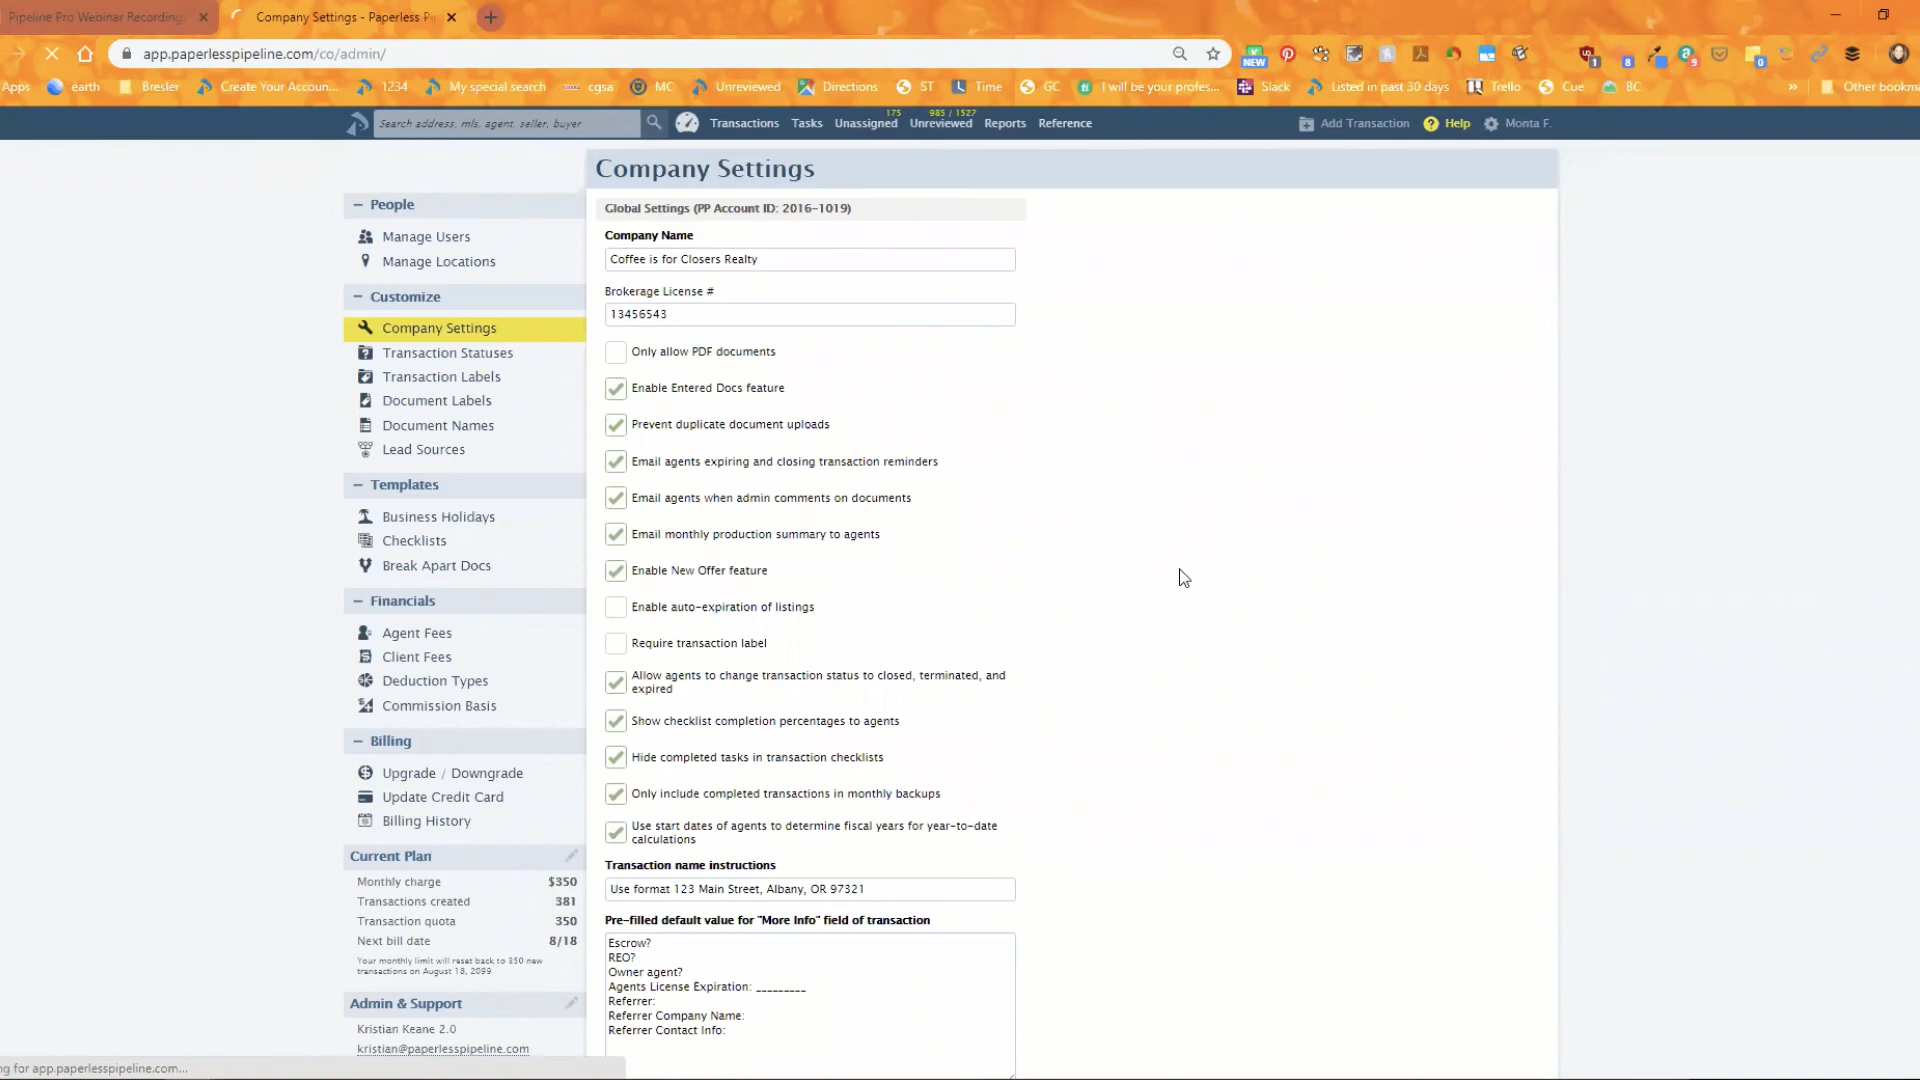 Pipeline Pro Webinar Recording
Company Settings - Paperless Pi
app.paperlesspipeline.com/co/admin/
NEW
1
8
9
0
Apps
earth
Bresler
Create Your Accoun...
1234
My special search
cgsa
MC
Unreviewed
Directions
ST
Time
GC
I will be your profes...
Slack
Listed in past 30 days
Trello
Cue
BC
»
Other bookma
Search address, mls, agent, seller, buyer
Transactions
Tasks
175
Unassigned
985 / 1527
Unreviewed
Reports
Reference
Add Transaction
Help
Monta F.
Company Settings
People
Manage Users
Manage Locations
Customize
Company Settings
Transaction Statuses
Transaction Labels
Document Labels
Document Names
Lead Sources
Templates
Business Holidays
Checklists
Break Apart Docs
Financials
Agent Fees
Client Fees
Deduction Types
Commission Basis
Billing
Upgrade / Downgrade
Update Credit Card
Billing History
Current Plan
Monthly charge $350
Transactions created 381
Transaction quota 350
Next bill date 8/18
Your monthly limit will reset back to 350 new
transactions on August 18, 2099
Admin & Support
Kristian Keane 2.0
kristian@paperlesspipeline.com
Global Settings (PP Account ID: 2016-1019)
Company Name
Coffee is for Closers Realty
Brokerage License #
13456543
Only allow PDF documents
Enable Entered Docs feature
Prevent duplicate document uploads
Email agents expiring and closing transaction reminders
Email agents when admin comments on documents
Email monthly production summary to agents
Enable New Offer feature
Enable auto-expiration of listings
Require transaction label
Allow agents to change transaction status to closed, terminated, and
expired
Show checklist completion percentages to agents
Hide completed tasks in transaction checklists
Only include completed transactions in monthly backups
Use start dates of agents to determine fiscal years for year-to-date
calculations
Transaction name instructions
Use format 123 Main Street, Albany, OR 97321
Pre-filled default value for "More Info" field of transaction
Escrow?
REO?
Owner agent?
Agents License Expiration: _________
Referrer:
Referrer Company Name:
Referrer Contact Info:
ng for app.paperlesspipeline.com...